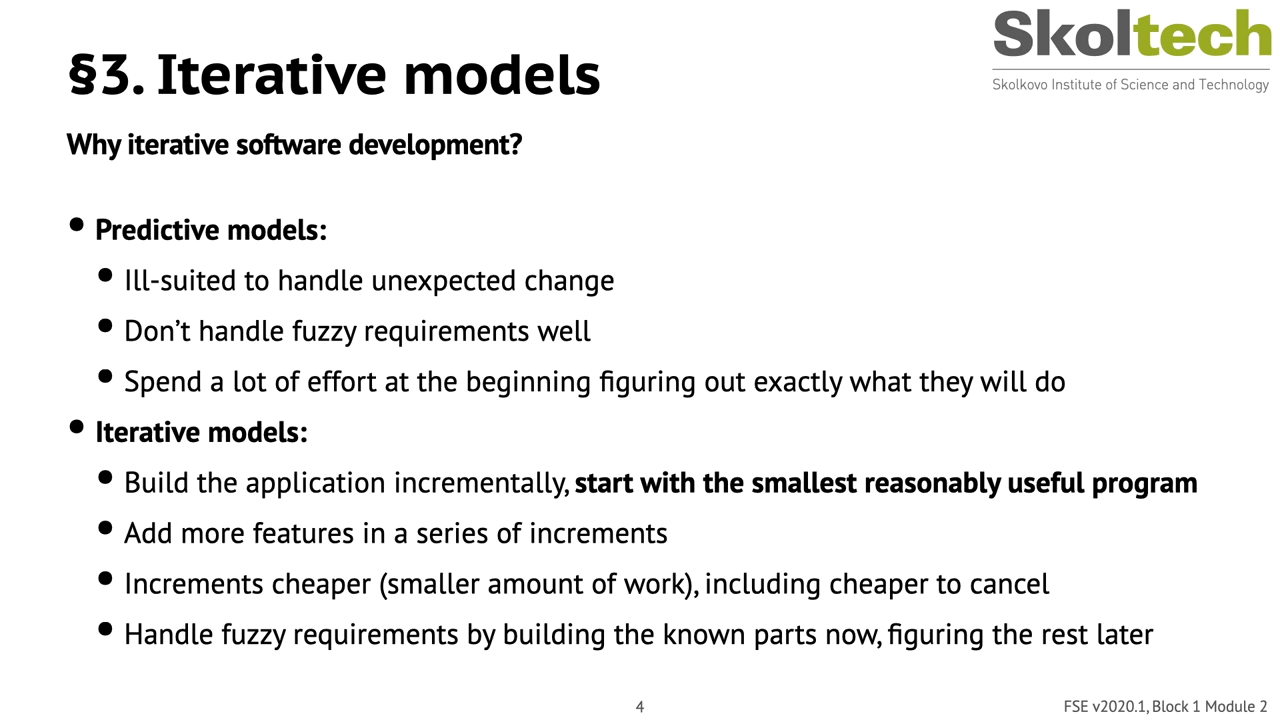 Skoltech
Skolkovo Institute of Science and Technology
§3. Iterative models
Why iterative software development?
• Predictive models:
• Ill-suited to handle unexpected change
• Don’t handle fuzzy requirements well
• Spend a lot of effort at the beginning figuring out exactly what they will do
• Iterative models:
• Build the application incrementally, start with the smallest reasonably useful program
• Add more features in a series of increments
• Increments cheaper (smaller amount of work), including cheaper to cancel
• Handle fuzzy requirements by building the known parts now, figuring the rest later
4
FSE v2020.1, Block 1 Module 2